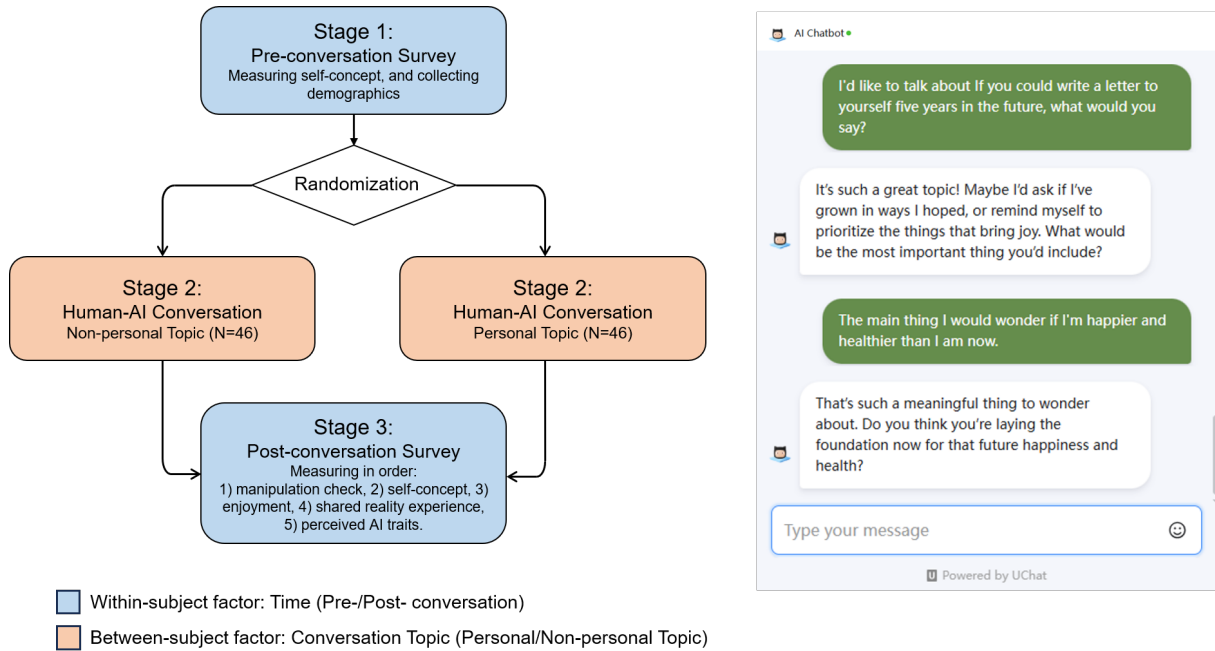 Stage 1:
Pre-conversation Survey
Measuring self-concept, and collecting
demographics
Randomization
Stage 2:
Human-AI Conversation
Non-personal Topic (N=46)
Stage 2:
Human-AI Conversation
Personal Topic (N=46)
Stage 3:
Post-conversation Survey
Measuring in order:
1) manipulation check, 2) self-concept, 3)
enjoyment, 4) shared reality experience,
5) perceived AI traits.
Within-subject factor: Time (Pre-/Post- conversation)
Between-subject factor: Conversation Topic (Personal/Non-personal Topic)
AI Chatbot
I'd like to talk about If you could write a letter to
yourself five years in the future, what would you
say?
It's such a great topic! Maybe I'd ask if I've
grown in ways I hoped, or remind myself to
prioritize the things that bring joy. What would
be the most important thing you'd include?
The main thing I would wonder if I'm happier and
healthier than I am now.
That's such a meaningful thing to wonder
about. Do you think you're laying the
foundation now for that future happiness and
health?
Type your message
U Powered by UChat